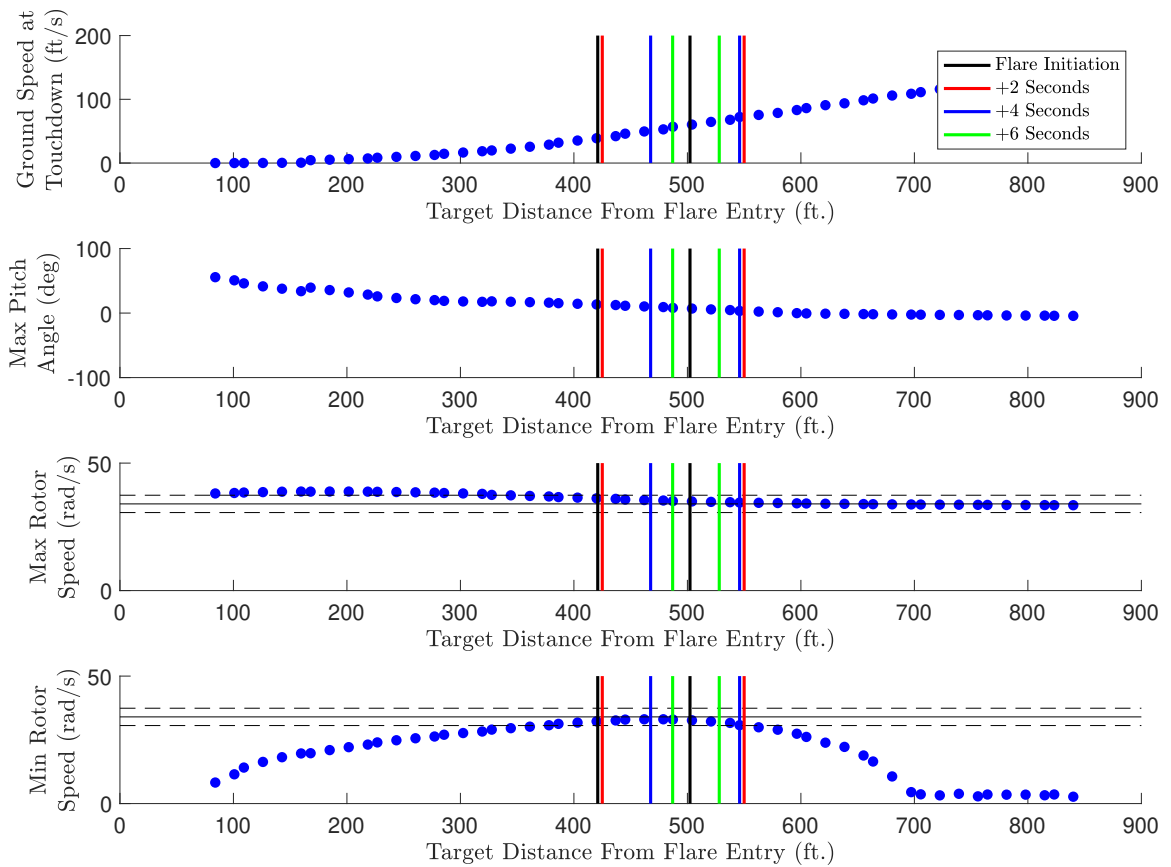 Ground Speed at
Touchdown (ft/s)
200
100
0
0 100 200 300 400 500 600 700 800 900
Target Distance From Flare Entry (ft.)
Flare Initiation
+2 Seconds
+4 Seconds
+6 Seconds
Max Pitch
Angle (deg)
100
0
-100
0 100 200 300 400 500 600 700 800 900
Target Distance From Flare Entry (ft.)
Max Rotor
Speed (rad/s)
50
0
0 100 200 300 400 500 600 700 800 900
Target Distance From Flare Entry (ft.)
Min Rotor
Speed (rad/s)
50
0
0 100 200 300 400 500 600 700 800 900
Target Distance From Flare Entry (ft.)